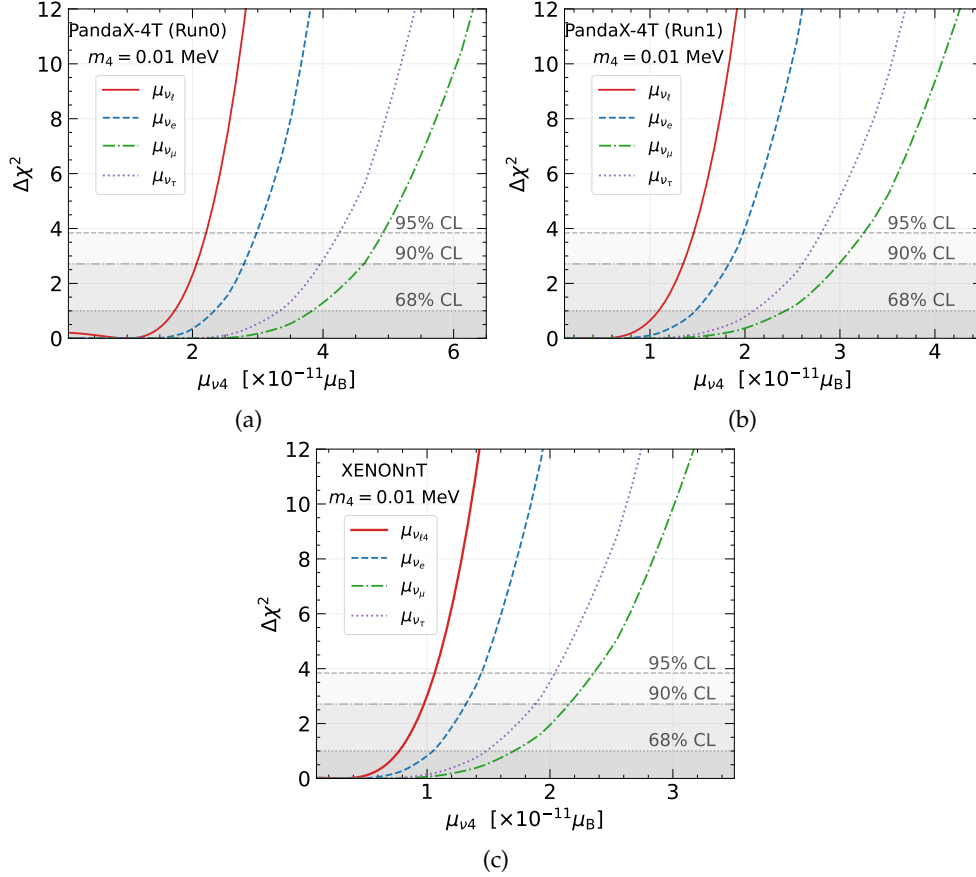 PandaX-4T (Run0)
m₄ = 0.01 MeV
μ_{ν_ℓ}
μ_{ν_e}
μ_{ν_μ}
μ_{ν_τ}
95% CL
90% CL
68% CL
Δχ²
0 2 4 6 8 10 12
2 4 6
μ_{ν4} [×10⁻¹¹μ_B]
(a)
PandaX-4T (Run1)
m₄ = 0.01 MeV
μ_{ν_ℓ}
μ_{ν_e}
μ_{ν_μ}
μ_{ν_τ}
95% CL
90% CL
68% CL
Δχ²
0 2 4 6 8 10 12
1 2 3 4
μ_{ν4} [×10⁻¹¹μ_B]
(b)
XENONnT
m₄ = 0.01 MeV
μ_{ν_{ℓ4}}
μ_{ν_e}
μ_{ν_μ}
μ_{ν_τ}
95% CL
90% CL
68% CL
Δχ²
0 2 4 6 8 10 12
1 2 3
μ_{ν4} [×10⁻¹¹μ_B]
(c)